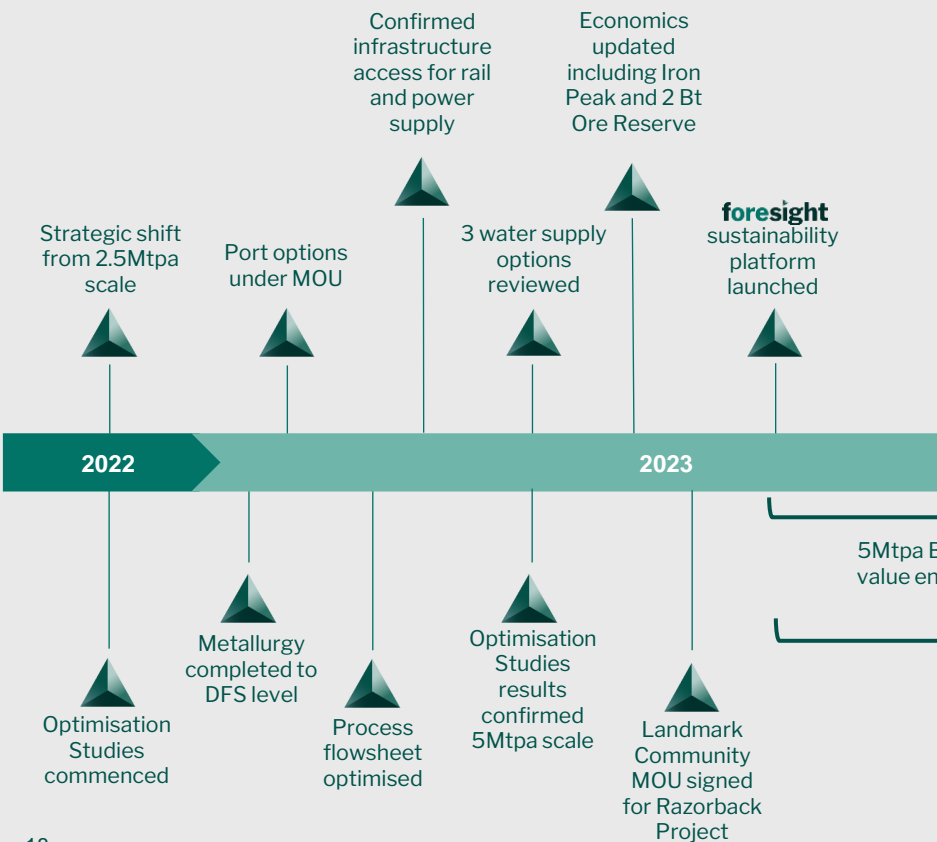 Confirmed
infrastructure
access for rail
and power
supply
Economics
updated
including Iron
Peak and 2 Bt
Ore Reserve
Strategic shift
from 2.5Mtpa
scale
Port options
under MOU
3 water supply
options
reviewed
foresight
sustainability
platform
launched
2022
2023
5Mtpa
value en
Metallurgy
completed to
DFS level
Optimisation
Studies
results
confirmed
5Mtpa scale
Optimisation
Studies
commenced
Process
flowsheet
optimised
Landmark
Community
MOU signed
for Razorback
Project